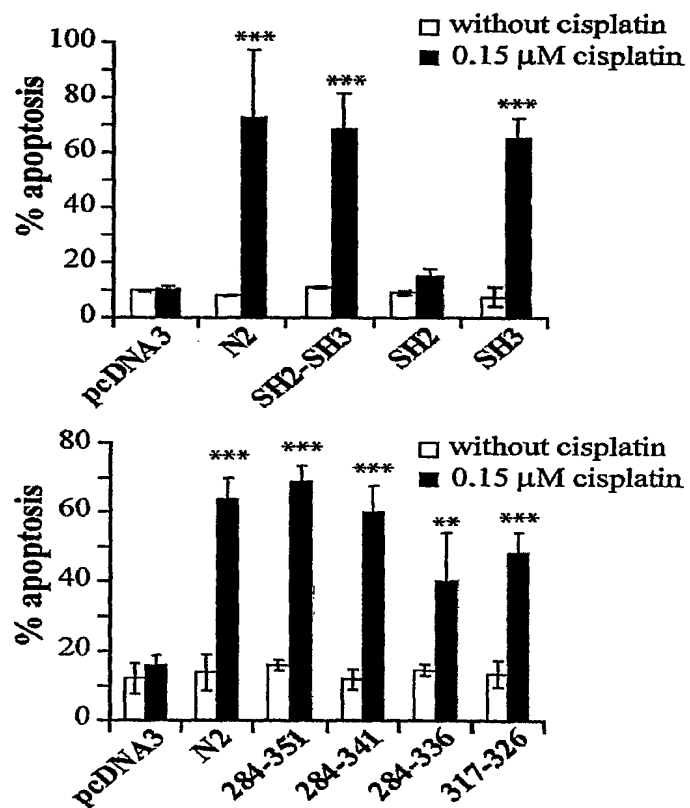 □ without cisplatin
■ 0.15 µM cisplatin
% apoptosis
100
80
60
40
20
0
***
***
***
pcDNA3
N2
SH2-SH3
SH2
SH3
□ without cisplatin
■ 0.15 µM cisplatin
% apoptosis
80
60
40
20
0
***
***
***
**
***
pcDNA3
N2
284-351
284-341
284-336
317-326